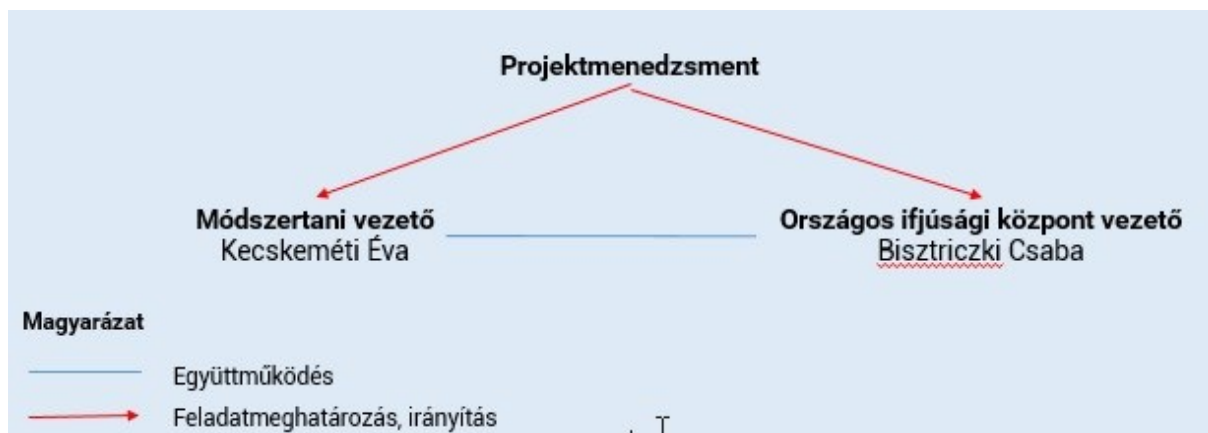 Projektmenedzsment
Módszertani vezető
Kecskeméti Éva
Országos ifjúsági központ vezető
Bisztriczki Csaba
Magyarázat
Együttműködés
Feladatmeghatározás, irányítás